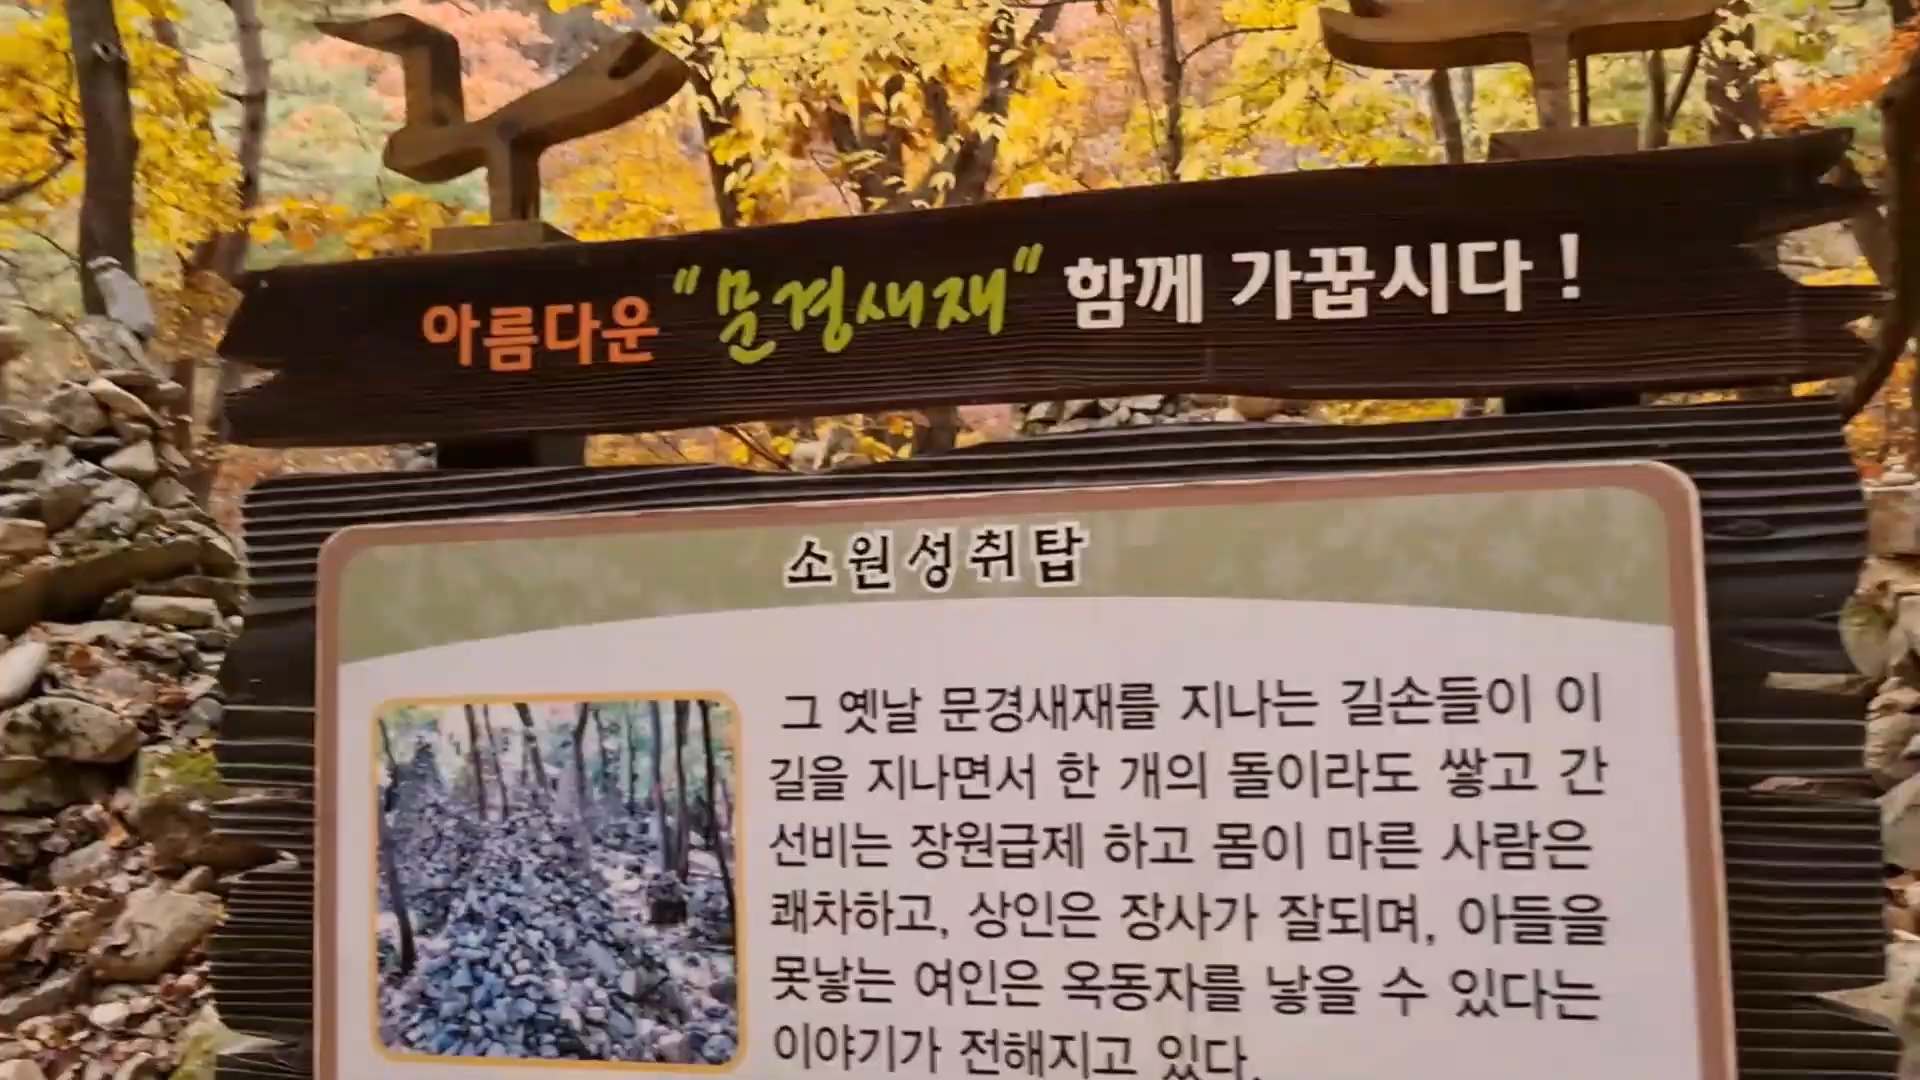 아름다운 "문경새재" 함께 가꿉시다 !
소원성취탑
그 옛날 문경새재를 지나는 길손들이 이
길을 지나면서 한 개의 돌이라도 쌓고 간
선비는 장원급제 하고 몸이 마른 사람은
쾌차하고, 상인은 장사가 잘되며, 아들을
못낳는 여인은 옥동자를 낳을 수 있다는
이야기가 전해지고 있다.